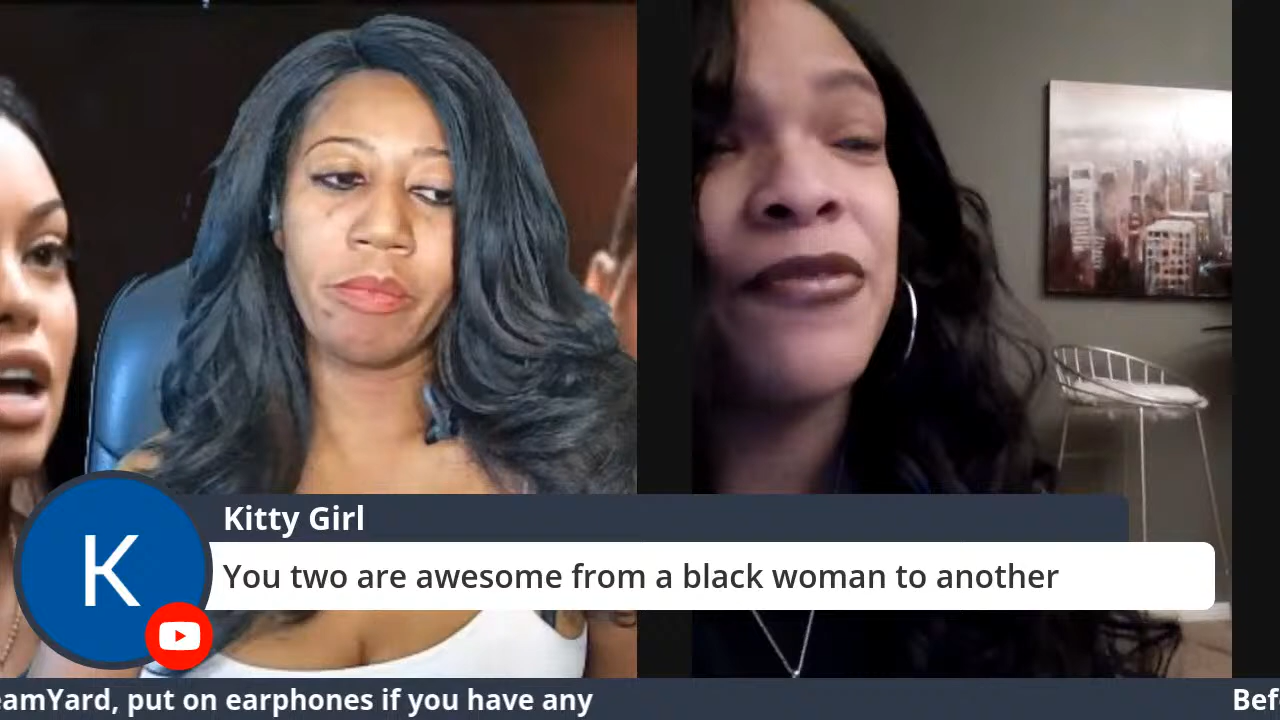 Kitty Girl
K
You two are awesome from a black woman to another
eamYard, put on earphones if you have any
Bef